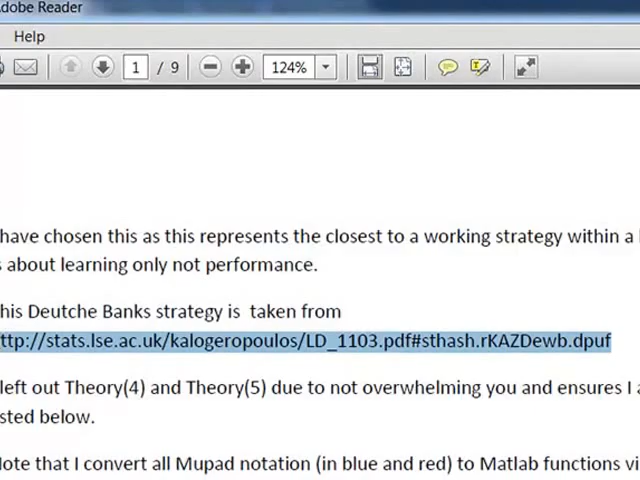 dobe Reader
Help
1 / 9 124%
have chosen this as this represents the closest to a working strategy within a
s about learning only not performance.
his Deutche Banks strategy is taken from
ttp://stats.lse.ac.uk/kalogeropoulos/LD_1103.pdf#sthash.rKAZDewb.dpuf
left out Theory(4) and Theory(5) due to not overwhelming you and ensures I a
sted below.
Note that I convert all Mupad notation (in blue and red) to Matlab functions vi